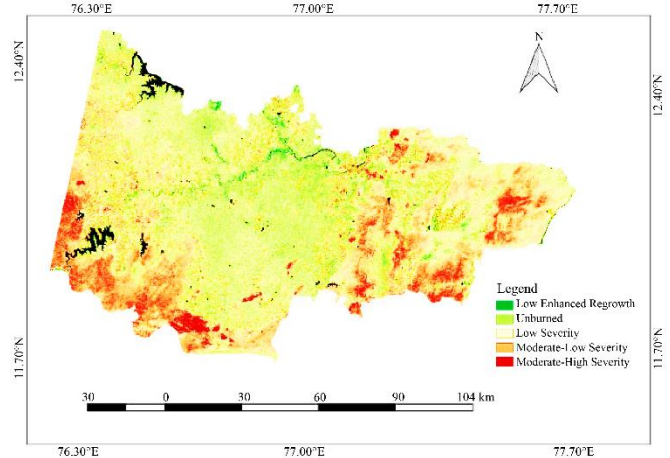 76.30°E 77.00°E 77.70°E
12.40°N
12.40°N
N
Legend
Low Enhanced Regrowth
Unburned
Low Severity
Moderate-Low Severity
Moderate-High Severity
11.70°N
11.70°N
30 0 30 60 90 104 km
76.30°E 77.00°E 77.70°E